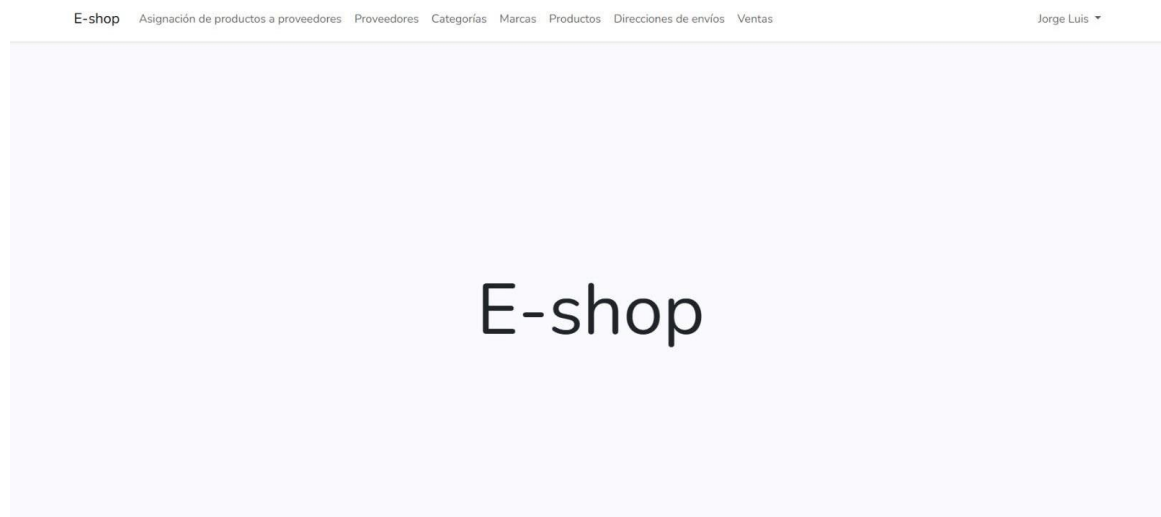 E-shop Asignación de productos a proveedores Proveedores Categorías Marcas Productos Direcciones de envíos Ventas Jorge Luis
E-shop